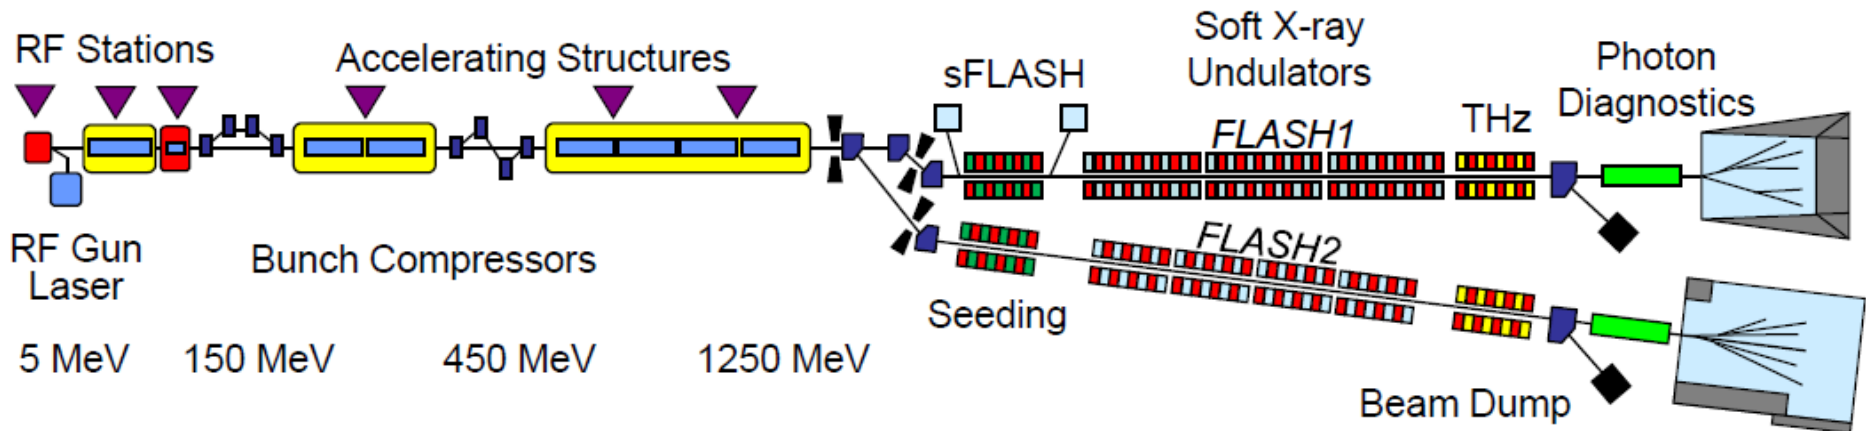 RF Stations
Accelerating Structures
sFLASH
Soft X-ray
Undulators
FLASH1
THz
Photon
Diagnostics
RF Gun
Laser
Bunch Compressors
FLASH2
Seeding
5 MeV
150 MeV
450 MeV
1250 MeV
Beam Dump